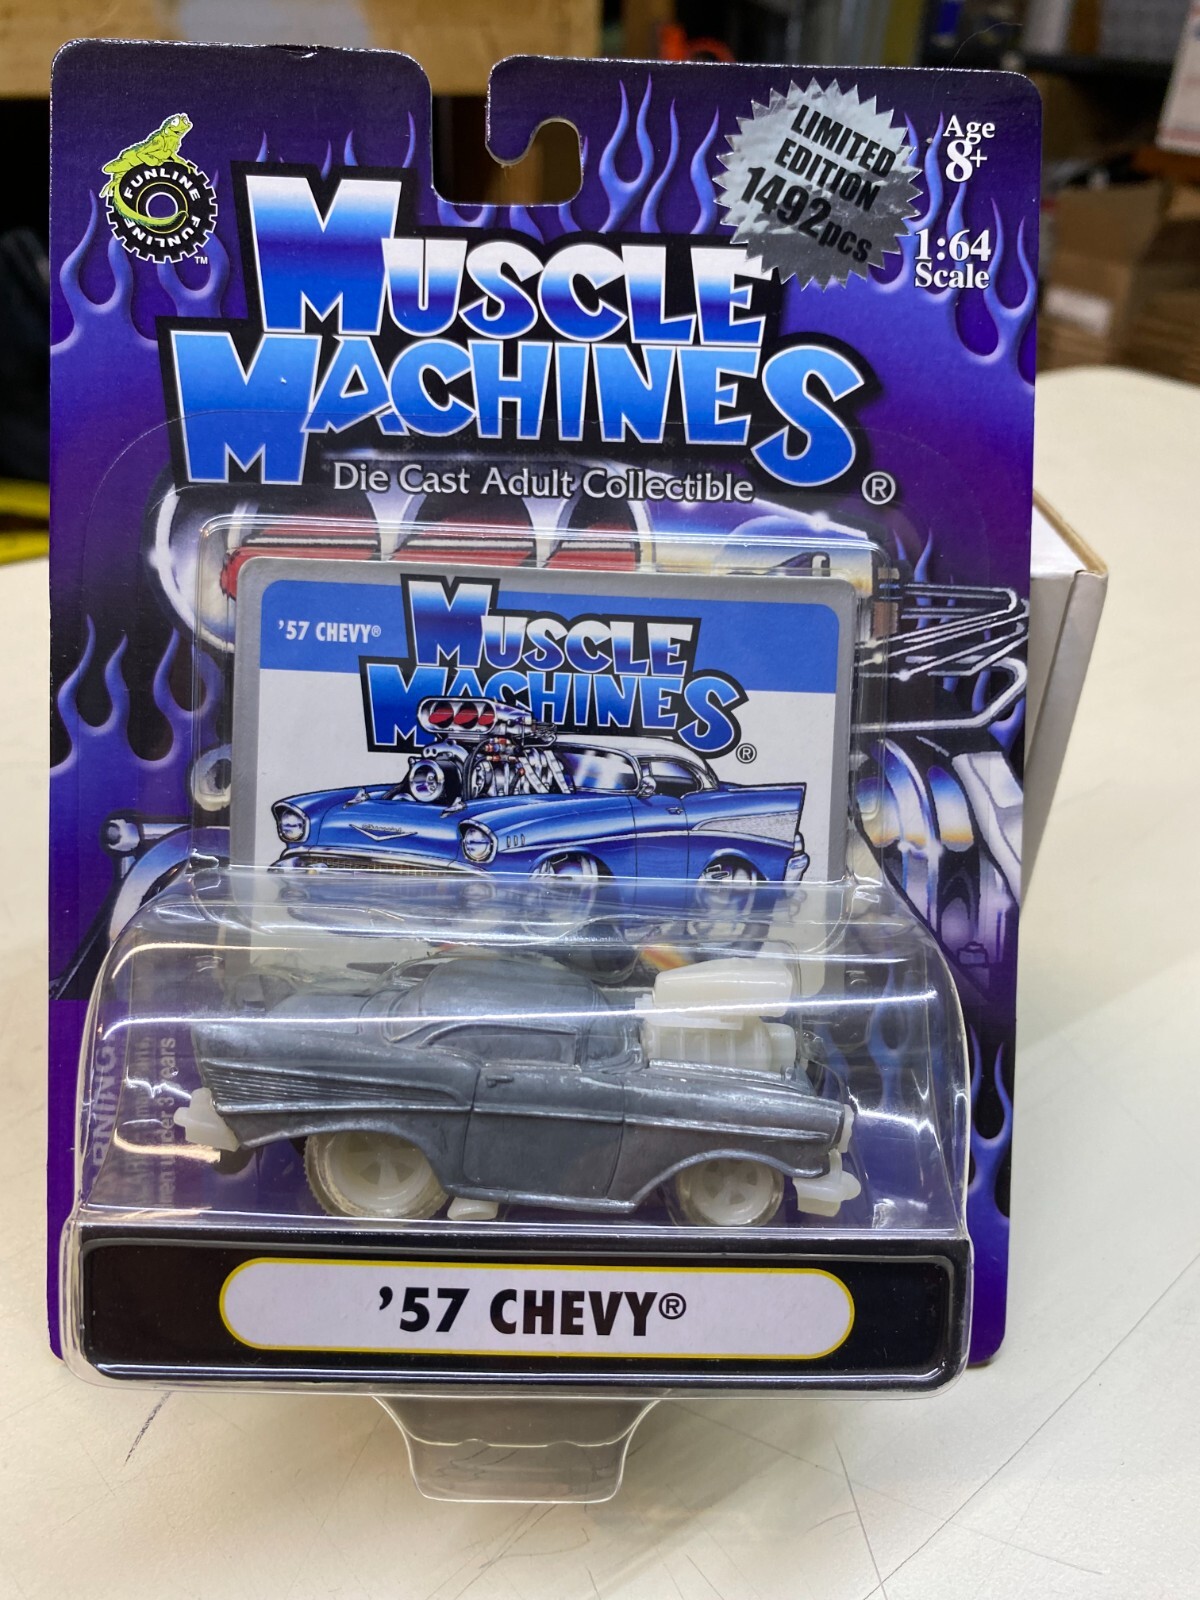 FUNLINE FUNLINE
TM
MUSCLE
MACHINES®
Die Cast Adult Collectible
LIMITED
EDITION
1492pcs
Age
8+
1:64
Scale
'57 CHEVY®
MUSCLE
MACHINES®
'57 CHEVY®